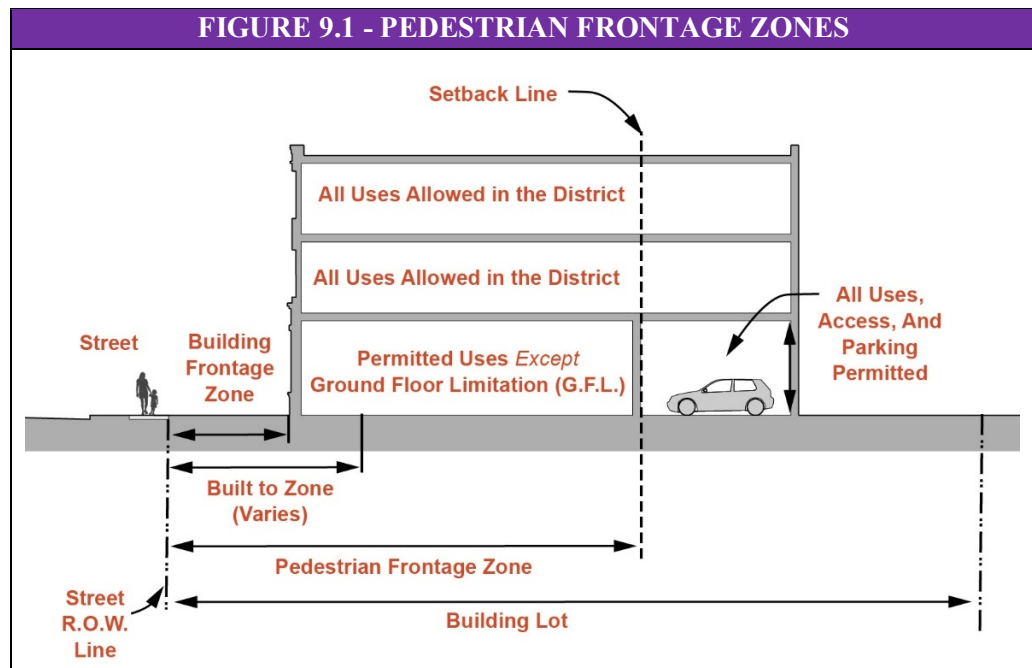 FIGURE 9.1 - PEDESTRIAN FRONTAGE ZONES
Setback Line
All Uses Allowed in the District
All Uses Allowed in the District
Street
Building
Frontage
Zone
Permitted Uses Except
Ground Floor Limitation (G.F.L.)
All Uses,
Access, And
Parking
Permitted
Built to Zone
(Varies)
Pedestrian Frontage Zone
Street
R.O.W.
Line
Building Lot